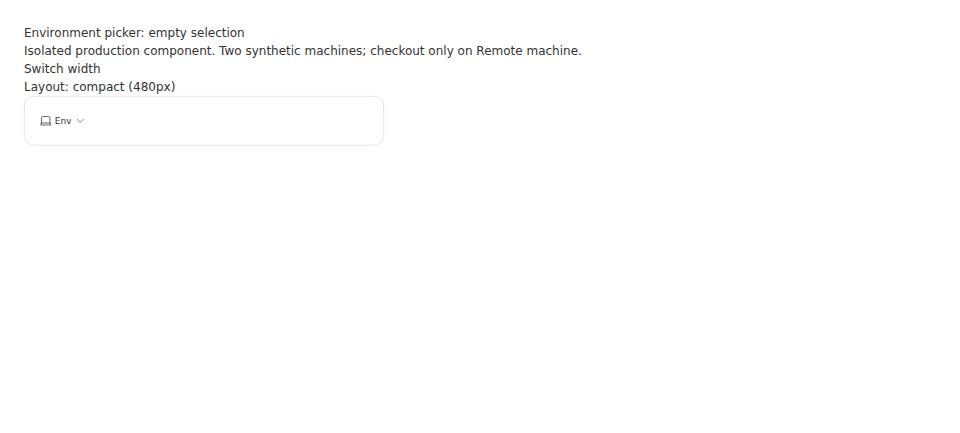 Environment picker: empty selection
Isolated production component. Two synthetic machines; checkout only on Remote machine.
Switch width
Layout: compact (480px)
Env